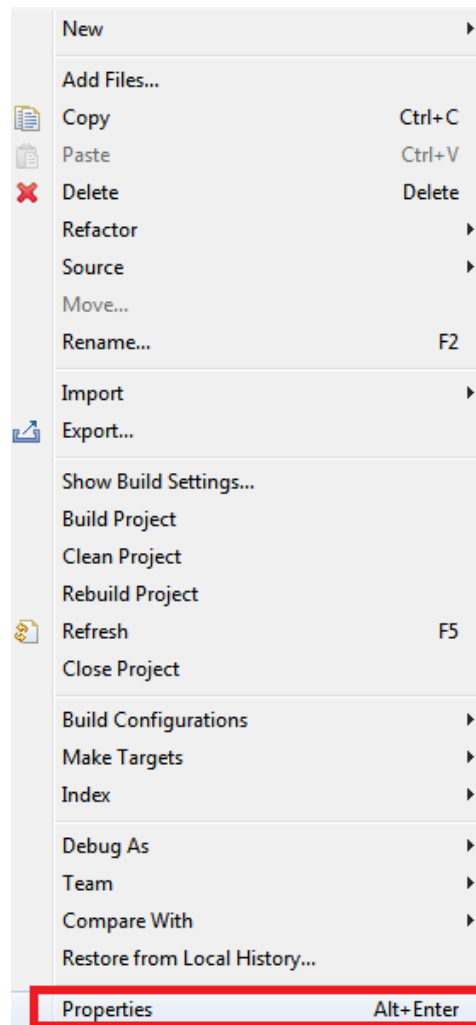 New
Add Files...
Copy Ctrl+C
Paste Ctrl+V
Delete Delete
Refactor
Source
Move...
Rename... F2
Import
Export...
Show Build Settings...
Build Project
Clean Project
Rebuild Project
Refresh F5
Close Project
Build Configurations
Make Targets
Index
Debug As
Team
Compare With
Restore from Local History...
Properties Alt+Enter